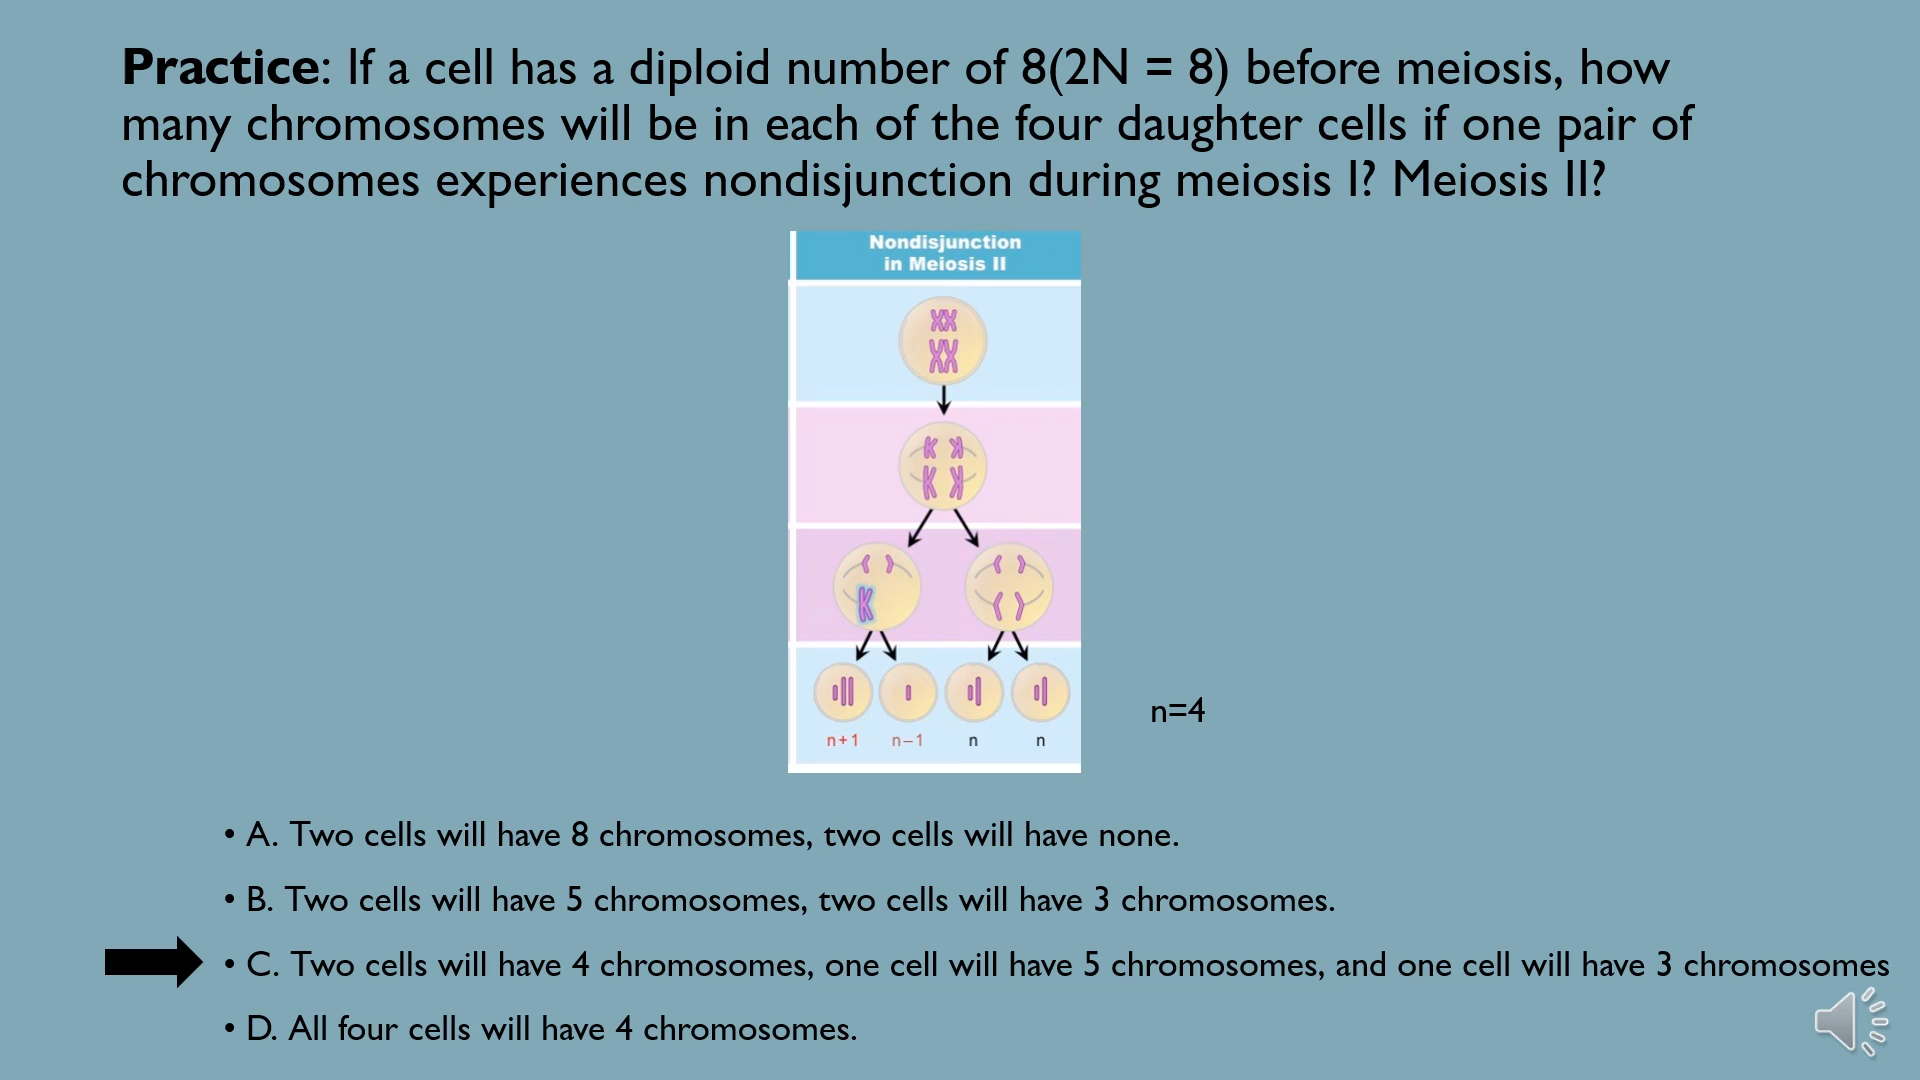 Practice: If a cell has a diploid number of 8(2N = 8) before meiosis, how
many chromosomes will be in each of the four daughter cells if one pair of
chromosomes experiences nondisjunction during meiosis I? Meiosis II?
Nondisjunction
in Meiosis II
n+1 n−1 n n
n=4
• A. Two cells will have 8 chromosomes, two cells will have none.
• B. Two cells will have 5 chromosomes, two cells will have 3 chromosomes.
• C. Two cells will have 4 chromosomes, one cell will have 5 chromosomes, and one cell will have 3 chromosomes
• D. All four cells will have 4 chromosomes.